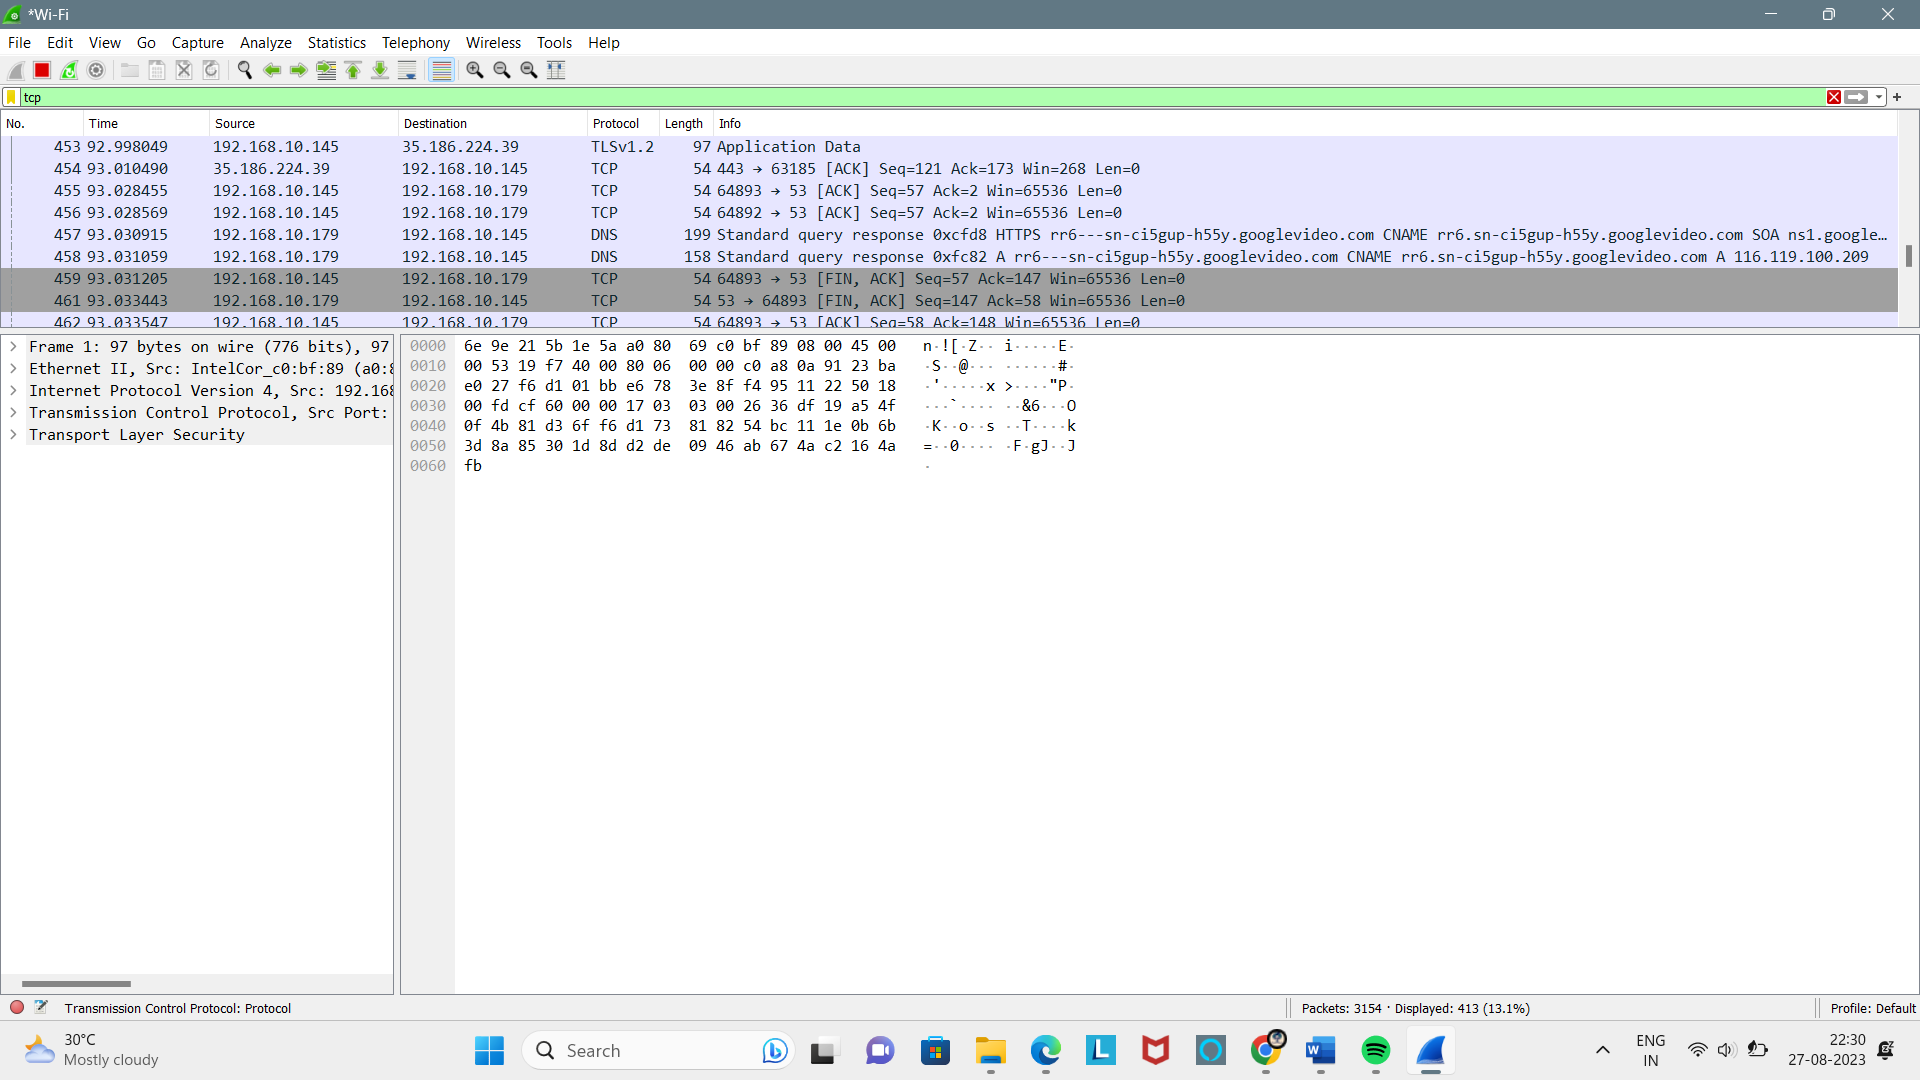 *Wi-Fi
File Edit View Go Capture Analyze Statistics Telephony Wireless Tools Help
tcp
No. Time Source Destination Protocol Length Info
453 92.998049 192.168.10.145 35.186.224.39 TLSv1.2 97 Application Data
454 93.010490 35.186.224.39 192.168.10.145 TCP 54 443 → 63185 [ACK] Seq=121 Ack=173 Win=268 Len=0
455 93.028455 192.168.10.145 192.168.10.179 TCP 54 64893 → 53 [ACK] Seq=57 Ack=2 Win=65536 Len=0
456 93.028569 192.168.10.145 192.168.10.179 TCP 54 64892 → 53 [ACK] Seq=57 Ack=2 Win=65536 Len=0
457 93.030915 192.168.10.179 192.168.10.145 DNS 199 Standard query response 0xcfd8 HTTPS rr6---sn-ci5gup-h55y.googlevideo.com CNAME rr6.sn-ci5gup-h55y.googlevideo.com SOA ns1.google…
458 93.031059 192.168.10.179 192.168.10.145 DNS 158 Standard query response 0xfc82 A rr6---sn-ci5gup-h55y.googlevideo.com CNAME rr6.sn-ci5gup-h55y.googlevideo.com A 116.119.100.209
459 93.031205 192.168.10.145 192.168.10.179 TCP 54 64893 → 53 [FIN, ACK] Seq=57 Ack=147 Win=65536 Len=0
461 93.033443 192.168.10.179 192.168.10.145 TCP 54 53 → 64893 [FIN, ACK] Seq=147 Ack=58 Win=65536 Len=0
462 93.033547 192.168.10.145 192.168.10.179 TCP 54 64893 → 53 [ACK] Seq=58 Ack=148 Win=65536 Len=0
Frame 1: 97 bytes on wire (776 bits), 97
Ethernet II, Src: IntelCor_c0:bf:89 (a0:8
Internet Protocol Version 4, Src: 192.168
Transmission Control Protocol, Src Port:
Transport Layer Security
0000 6e 9e 21 5b 1e 5a a0 80 69 c0 bf 89 08 00 45 00 n·![·Z·· i·····E·
0010 00 53 19 f7 40 00 80 06 00 00 c0 a8 0a 91 23 ba ·S··@··· ······#·
0020 e0 27 f6 d1 01 bb e6 78 3e 8f f4 95 11 22 50 18 ·'·····x >····"P·
0030 00 fd cf 60 00 00 17 03 03 00 26 36 df 19 a5 4f ···`···· ··&6···O
0040 0f 4b 81 d3 6f f6 d1 73 81 82 54 bc 11 1e 0b 6b ·K··o··s ··T····k
0050 3d 8a 85 30 1d 8d d2 de 09 46 ab 67 4a c2 16 4a =··0···· ·F·gJ··J
0060 fb ·
Transmission Control Protocol: Protocol
Packets: 3154 · Displayed: 413 (13.1%)
Profile: Default
30°C
Mostly cloudy
Search
ENG
IN
22:30
27-08-2023